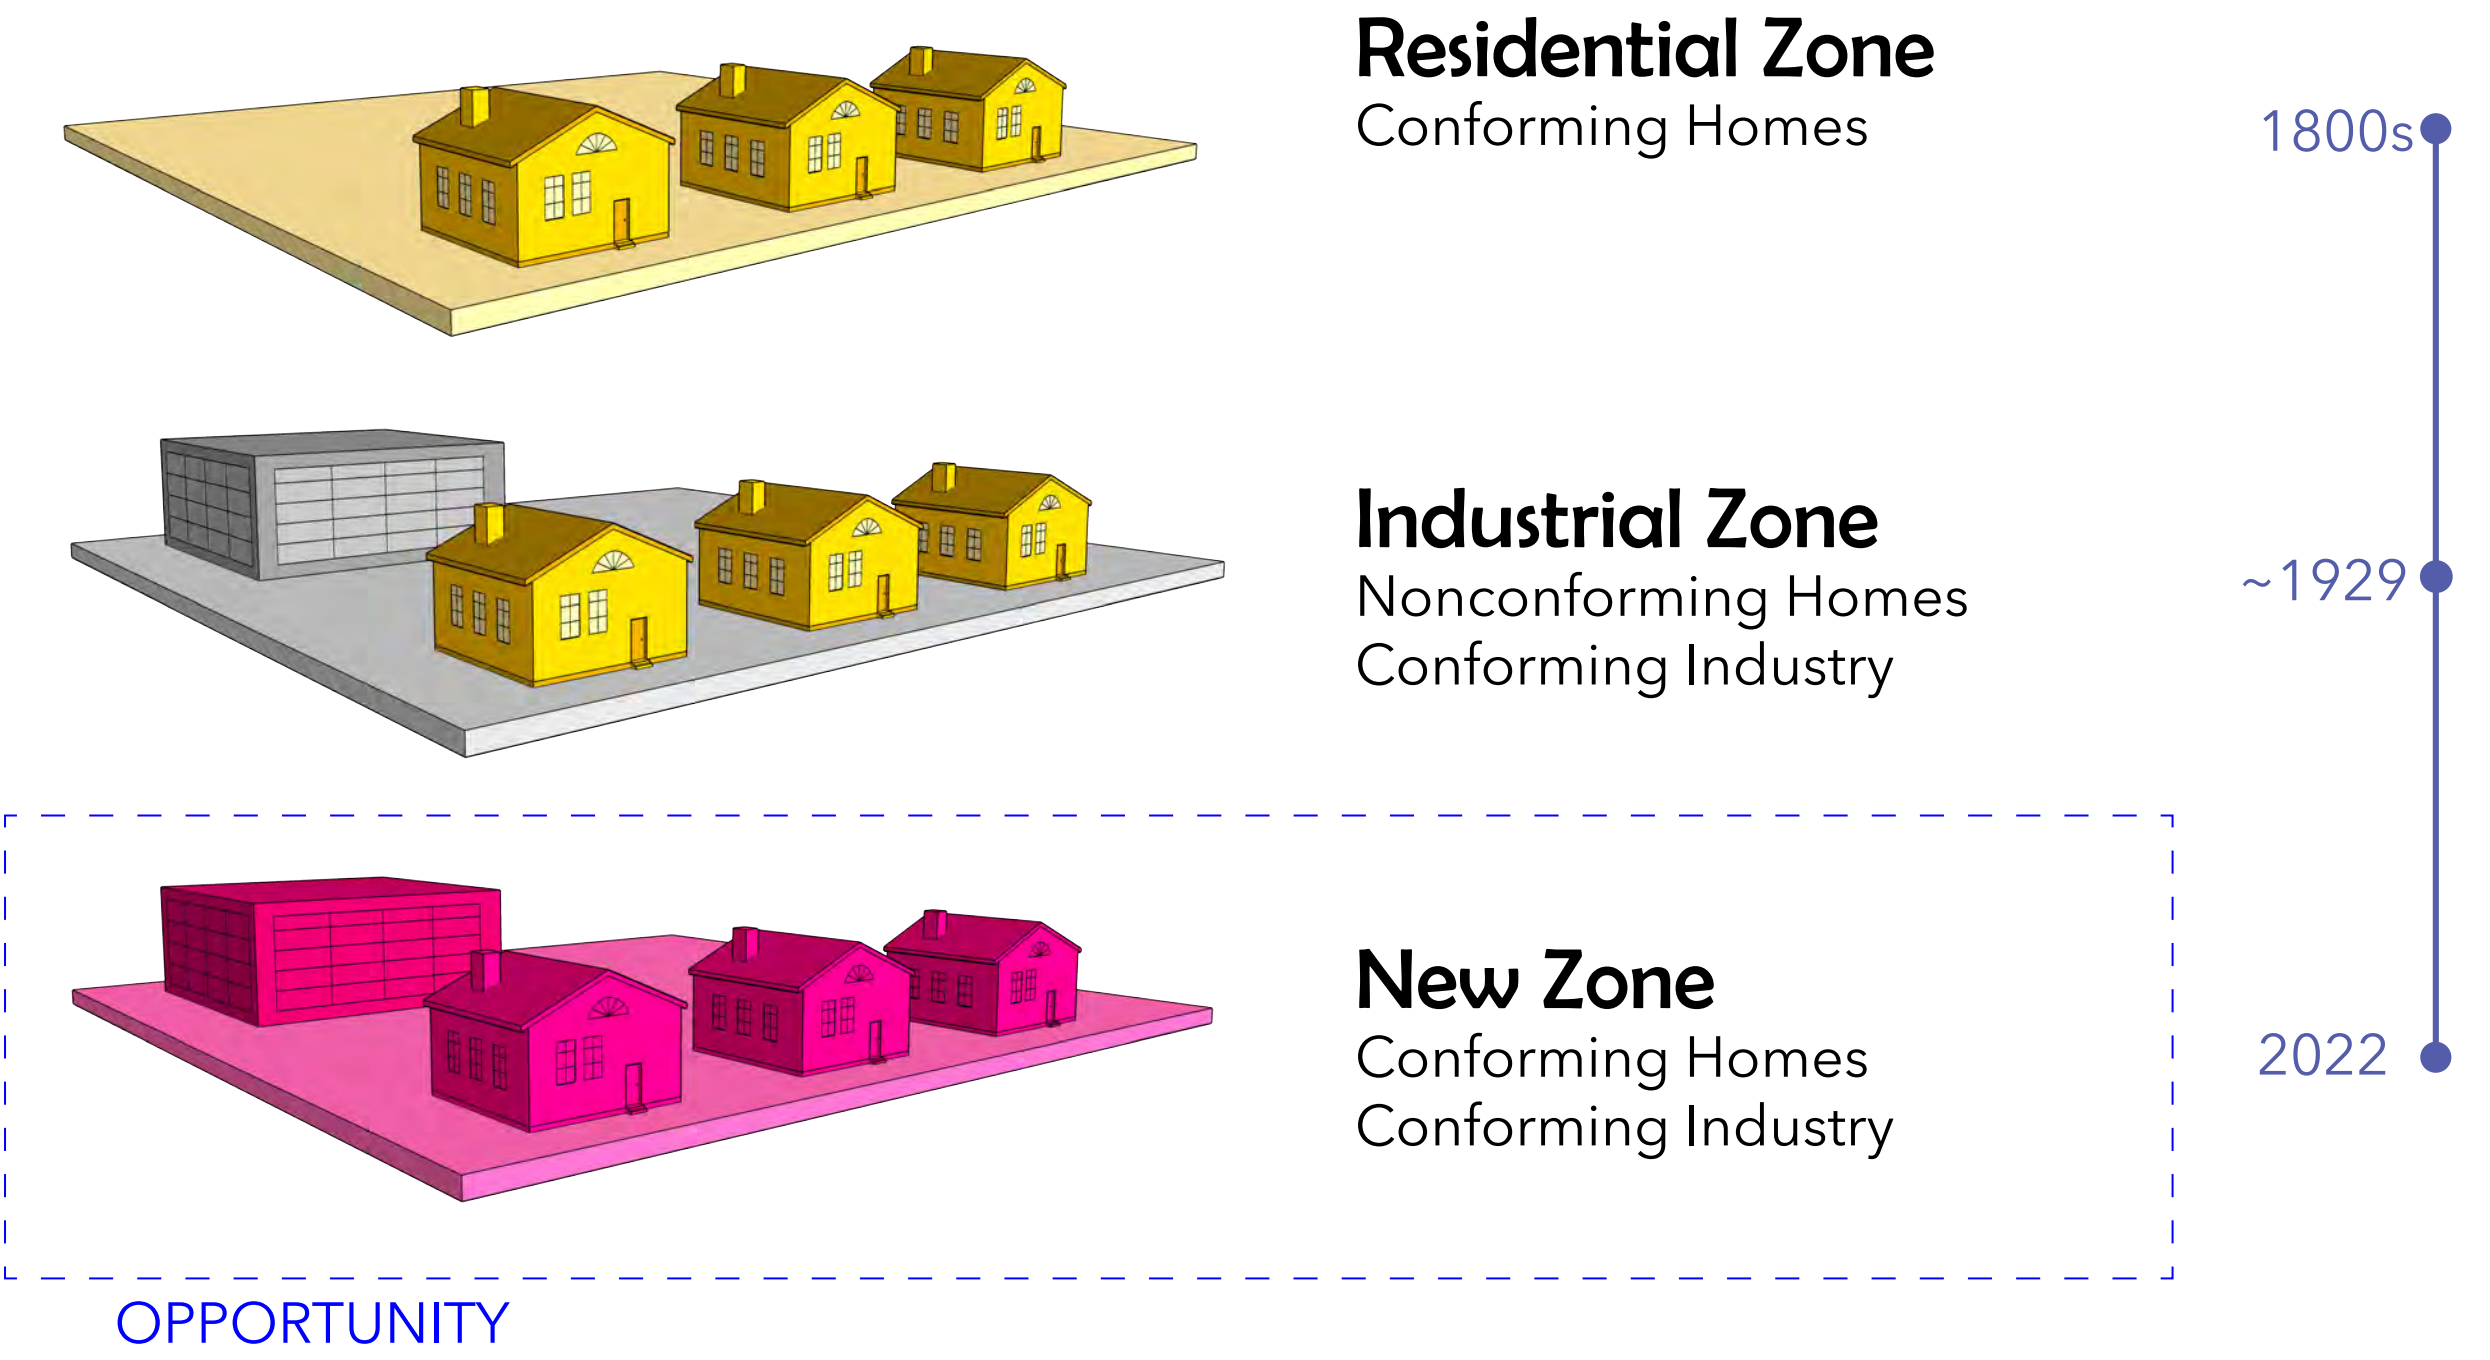 Residential Zone
Conforming Homes
1800s
Industrial Zone
Nonconforming Homes
Conforming Industry
~1929
New Zone
Conforming Homes
Conforming Industry
2022
OPPORTUNITY